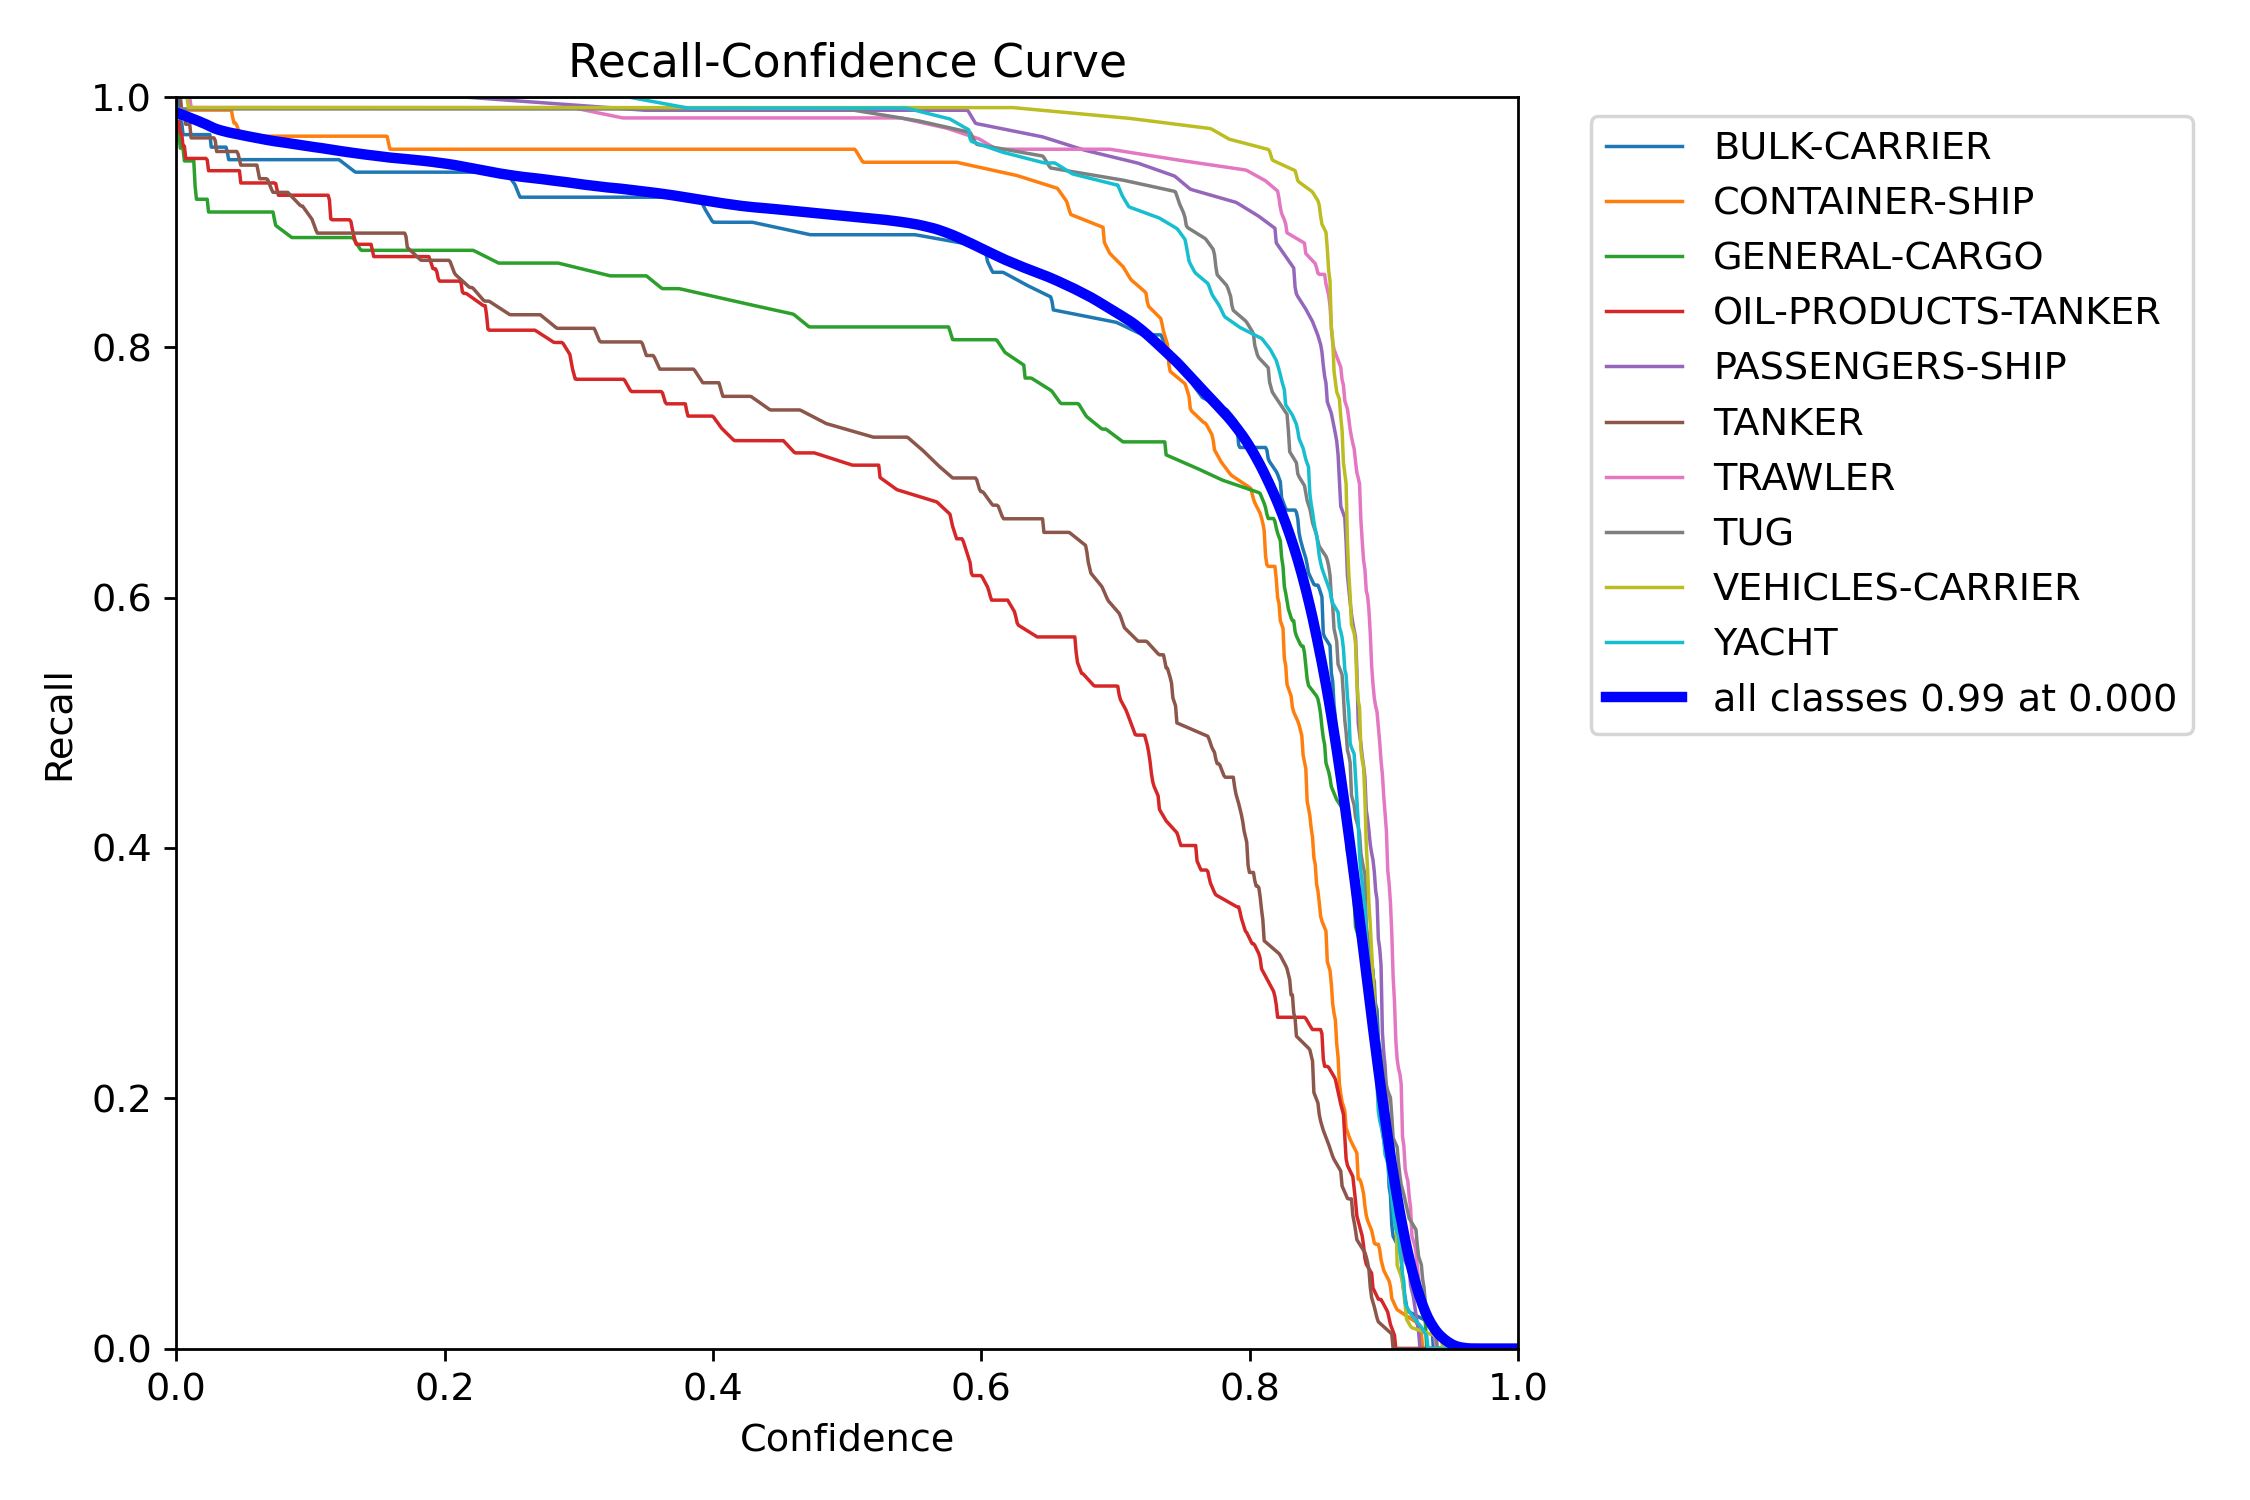 Recall-Confidence Curve
1.0
0.8
0.6
0.4
0.2
0.0
Recall
0.0 0.2 0.4 0.6 0.8 1.0
Confidence
BULK-CARRIER
CONTAINER-SHIP
GENERAL-CARGO
OIL-PRODUCTS-TANKER
PASSENGERS-SHIP
TANKER
TRAWLER
TUG
VEHICLES-CARRIER
YACHT
all classes 0.99 at 0.000